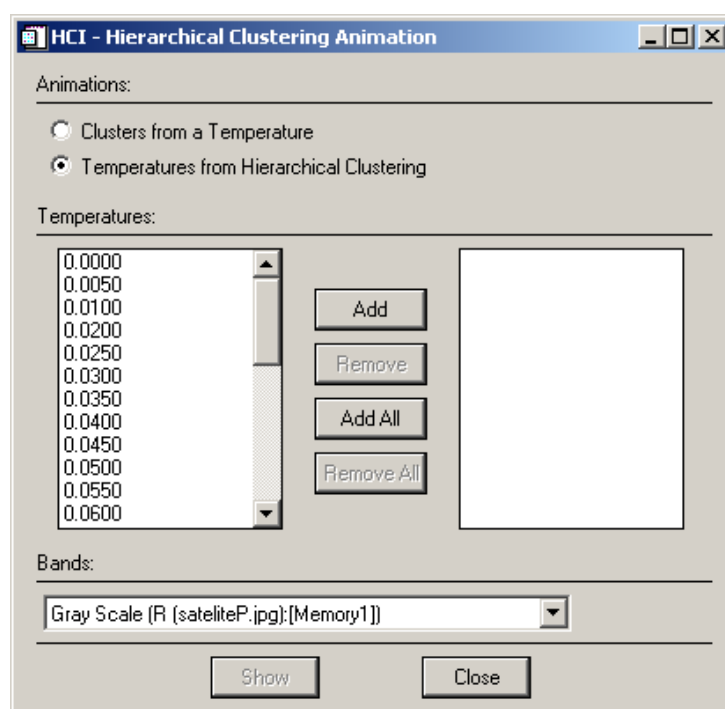 HCI - Hierarchical Clustering Animation
Animations:
Clusters from a Temperature
Temperatures from Hierarchical Clustering
Temperatures:
0.0000
0.0050
0.0100
0.0200
0.0250
0.0300
0.0350
0.0400
0.0450
0.0500
0.0550
0.0600
Add
Remove
Add All
Remove All
Bands:
Gray Scale (R (sateliteP.jpg):[Memory1])
Show
Close